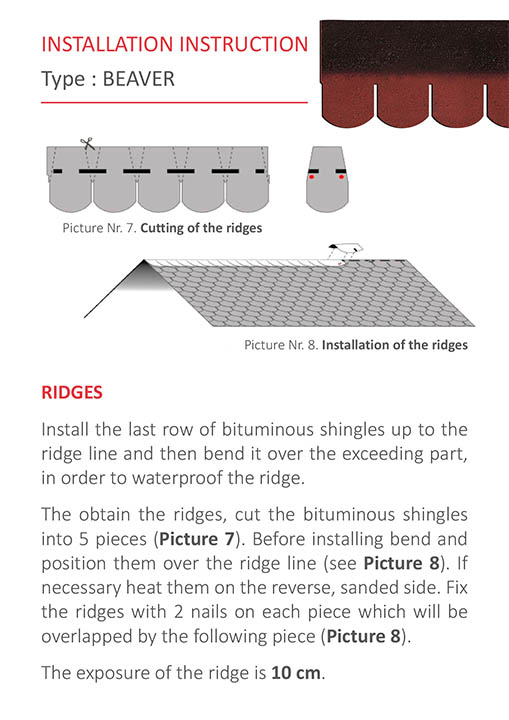 INSTALLATION INSTRUCTION
Type : BEAVER
Picture Nr. 7. Cutting of the ridges
Picture Nr. 8. Installation of the ridges
RIDGES
Install the last row of bituminous shingles up to the
ridge line and then bend it over the exceeding part,
in order to waterproof the ridge.
The obtain the ridges, cut the bituminous shingles
into 5 pieces (Picture 7). Before installing bend and
position them over the ridge line (see Picture 8). If
necessary heat them on the reverse, sanded side. Fix
the ridges with 2 nails on each piece which will be
overlapped by the following piece (Picture 8).
The exposure of the ridge is 10 cm.